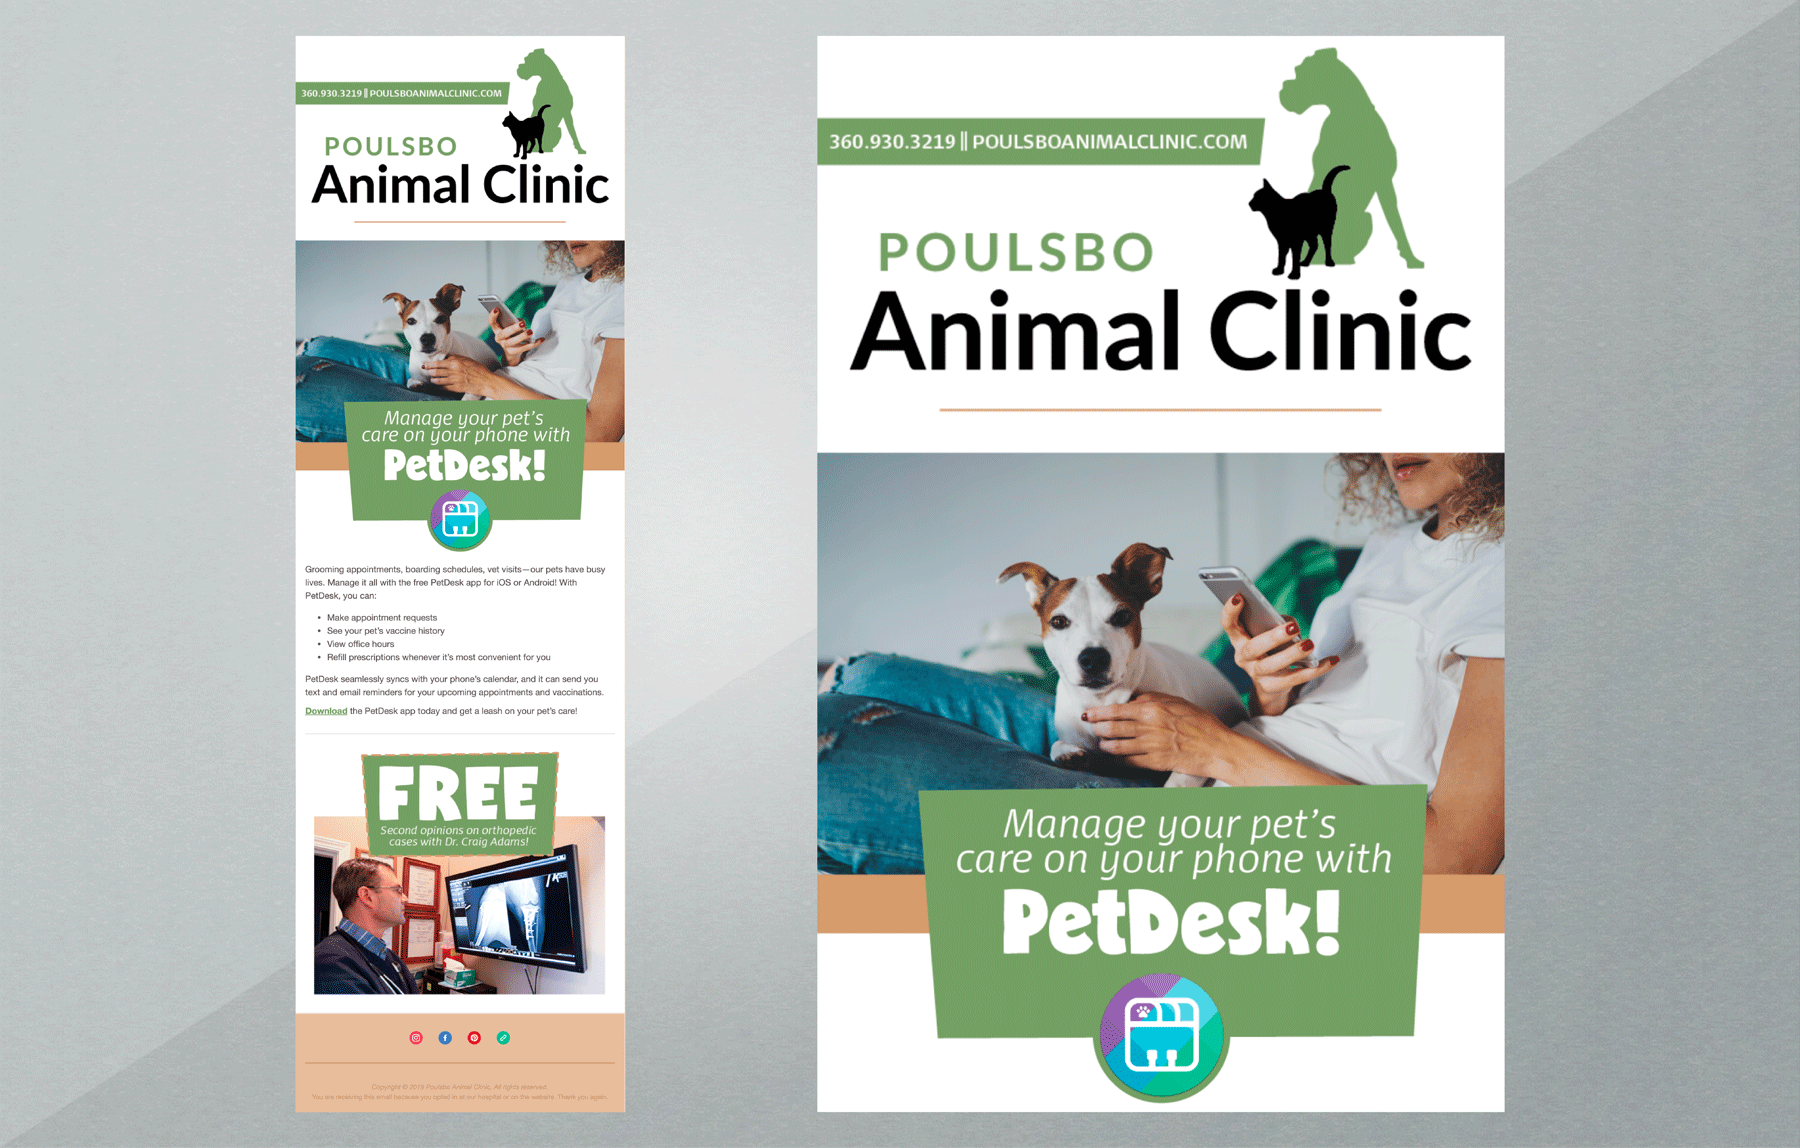 360.930.3219 || POULSBOANIMALCLINIC.COM
POULSBO
Animal Clinic
Manage your pet's
care on your phone with
PetDesk!
Grooming appointments, boarding schedules, vet visits—our pets have busy
lives. Manage it all with the free PetDesk app for iOS or Android! With
PetDesk, you can:
• Make appointment requests
• See your pet's vaccine history
• View office hours
• Refill prescriptions whenever it's most convenient for you
PetDesk seamlessly syncs with your phone's calendar, and it can send you
text and email reminders for your upcoming appointments and vaccinations.
Download the PetDesk app today and get a leash on your pet's care!
FREE
Second opinions on orthopedic
cases with Dr. Craig Adams!
Copyright © 2018 Poulsbo Animal Clinic, All rights reserved.
You are receiving this email because you opted in at our hospital or on the website. Thank you again.
360.930.3219 || POULSBOANIMALCLINIC.COM
POULSBO
Animal Clinic
Manage your pet's
care on your phone with
PetDesk!